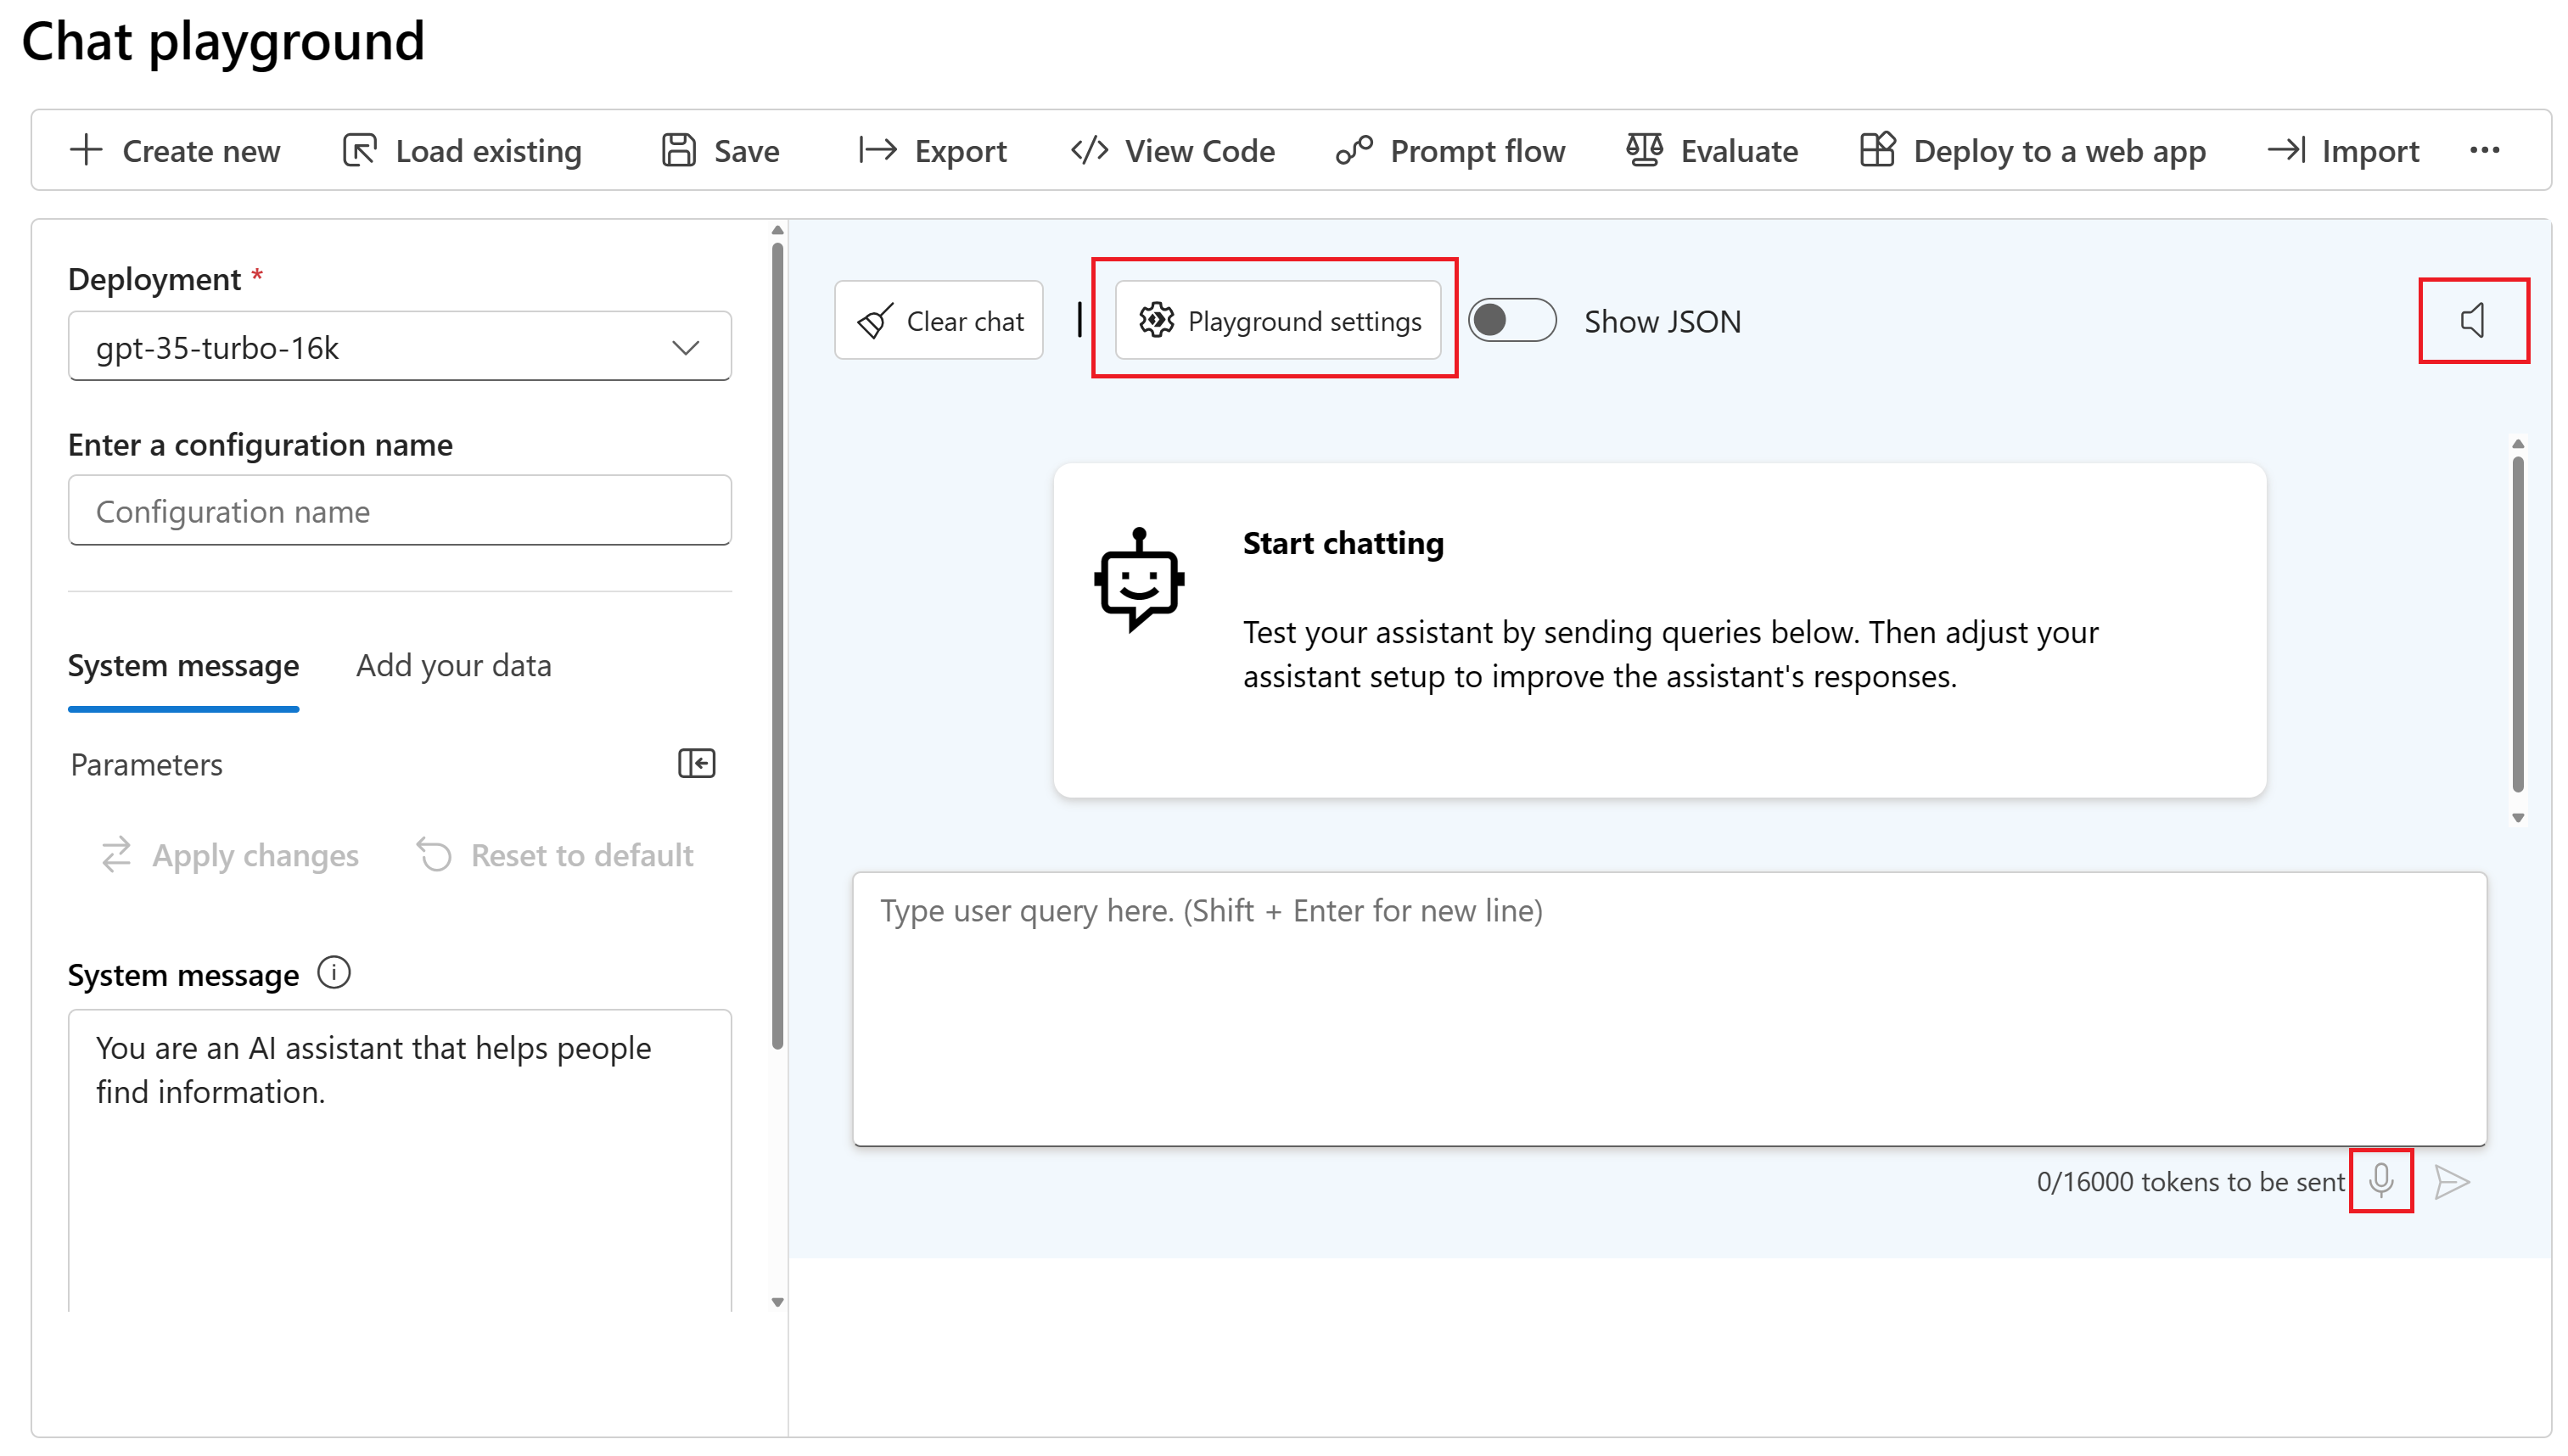 Chat playground
Create new
Load existing
Save
Export
View Code
Prompt flow
Evaluate
Deploy to a web app
Import
Deployment *
gpt-35-turbo-16k
Enter a configuration name
Configuration name
System message
Add your data
Parameters
Apply changes
Reset to default
System message
You are an AI assistant that helps people
find information.
Clear chat
Playground settings
Show JSON
Start chatting
Test your assistant by sending queries below. Then adjust your
assistant setup to improve the assistant's responses.
Type user query here. (Shift + Enter for new line)
0/16000 tokens to be sent